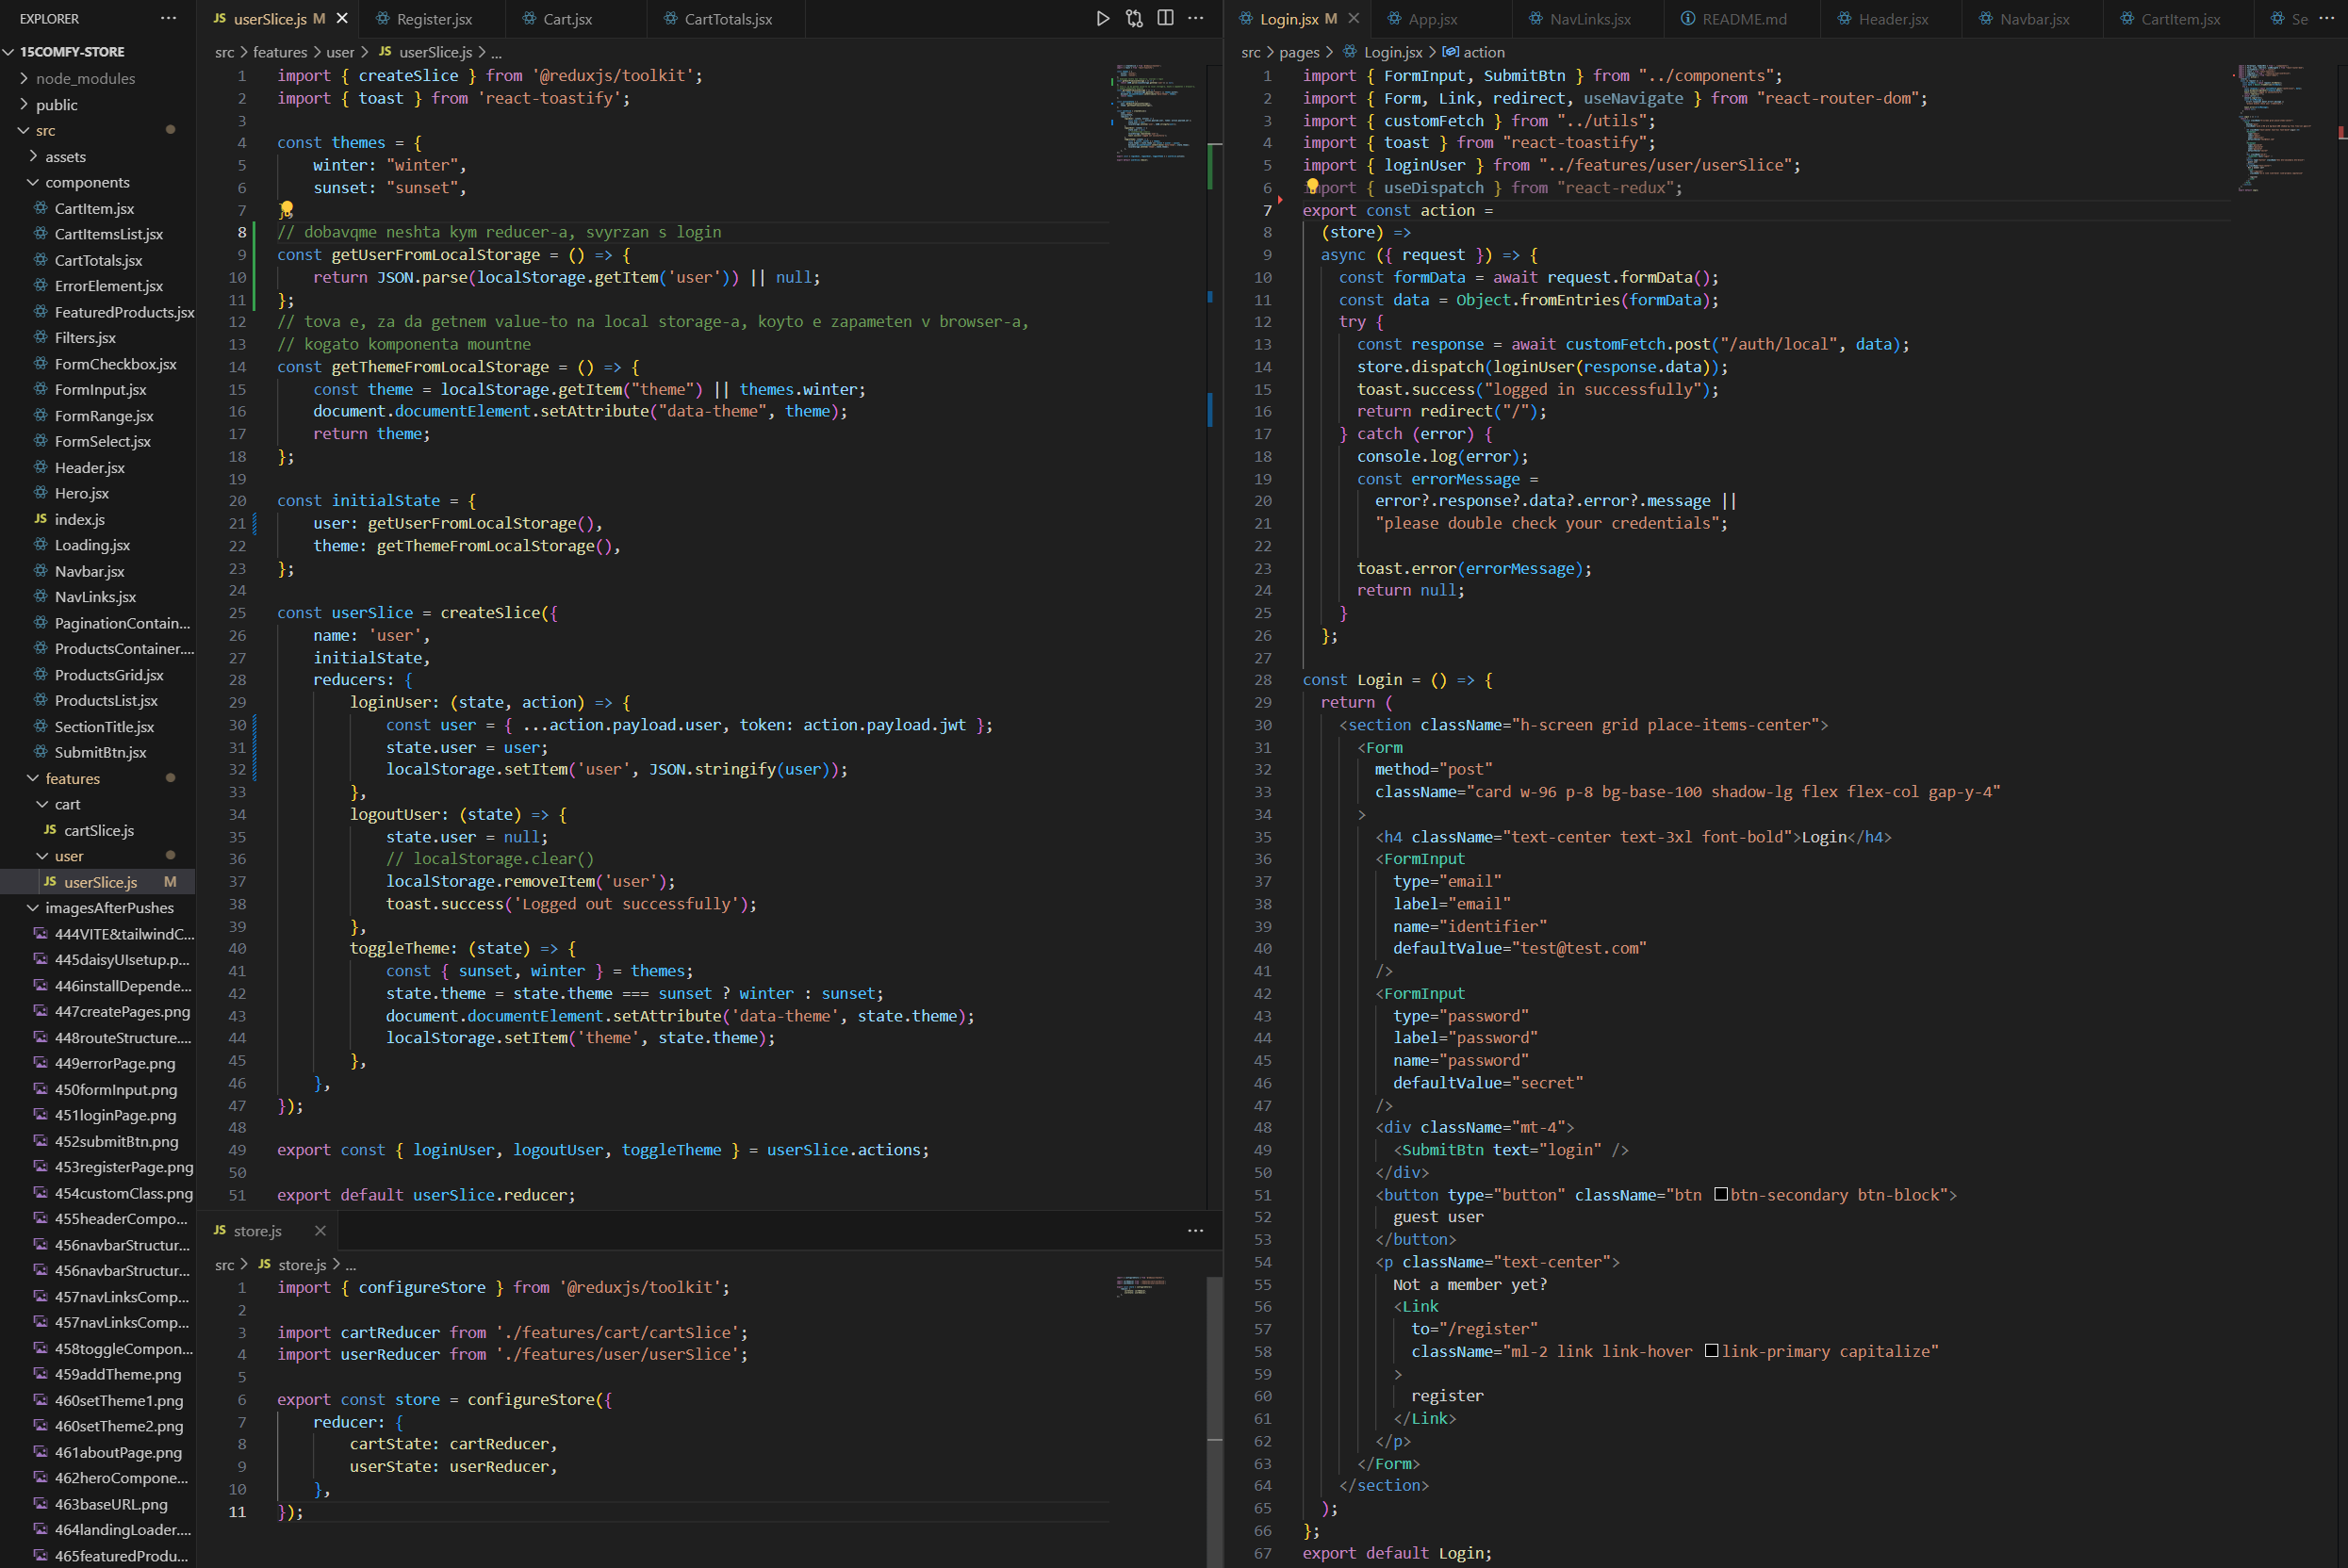 EXPLORER
15COMFY-STORE
node_modules
public
src
assets
components
CartItem.jsx
CartItemsList.jsx
CartTotals.jsx
ErrorElement.jsx
FeaturedProducts.jsx
Filters.jsx
FormCheckbox.jsx
FormInput.jsx
FormRange.jsx
FormSelect.jsx
Header.jsx
Hero.jsx
JS index.js
Loading.jsx
Navbar.jsx
NavLinks.jsx
PaginationContain...
ProductsContainer....
ProductsGrid.jsx
ProductsList.jsx
SectionTitle.jsx
SubmitBtn.jsx
features
cart
JS cartSlice.js
user
JS userSlice.js M
imagesAfterPushes
444VITE&tailwindC...
445daisyUIsetup.p...
446installDepende...
447createPages.png
448routeStructure....
449errorPage.png
450formInput.png
451loginPage.png
452submitBtn.png
453registerPage.png
454customClass.png
455headerCompo...
456navbarStructur...
456navbarStructur...
457navLinksComp...
457navLinksComp...
458toggleCompon...
459addTheme.png
460setTheme1.png
460setTheme2.png
461aboutPage.png
462heroCompone...
463baseURL.png
464landingLoader....
465featuredProdu...
JS userSlice.js M Register.jsx Cart.jsx CartTotals.jsx
src > features > user > JS userSlice.js > ...
1 import { createSlice } from '@reduxjs/toolkit';
2 import { toast } from 'react-toastify';
3
4 const themes = {
5 winter: "winter",
6 sunset: "sunset",
7 };
8 // dobavqme neshta kym reducer-a, svyrzan s login
9 const getUserFromLocalStorage = () => {
10 return JSON.parse(localStorage.getItem('user')) || null;
11 };
12 // tova e, za da getnem value-to na local storage-a, koyto e zapameten v browser-a,
13 // kogato komponenta mountne
14 const getThemeFromLocalStorage = () => {
15 const theme = localStorage.getItem("theme") || themes.winter;
16 document.documentElement.setAttribute("data-theme", theme);
17 return theme;
18 };
19
20 const initialState = {
21 user: getUserFromLocalStorage(),
22 theme: getThemeFromLocalStorage(),
23 };
24
25 const userSlice = createSlice({
26 name: 'user',
27 initialState,
28 reducers: {
29 loginUser: (state, action) => {
30 const user = { ...action.payload.user, token: action.payload.jwt };
31 state.user = user;
32 localStorage.setItem('user', JSON.stringify(user));
33 },
34 logoutUser: (state) => {
35 state.user = null;
36 // localStorage.clear()
37 localStorage.removeItem('user');
38 toast.success('Logged out successfully');
39 },
40 toggleTheme: (state) => {
41 const { sunset, winter } = themes;
42 state.theme = state.theme === sunset ? winter : sunset;
43 document.documentElement.setAttribute('data-theme', state.theme);
44 localStorage.setItem('theme', state.theme);
45 },
46 },
47 });
48
49 export const { loginUser, logoutUser, toggleTheme } = userSlice.actions;
50
51 export default userSlice.reducer;
JS store.js
src > JS store.js > ...
1 import { configureStore } from '@reduxjs/toolkit';
2
3 import cartReducer from './features/cart/cartSlice';
4 import userReducer from './features/user/userSlice';
5
6 export const store = configureStore({
7 reducer: {
8 cartState: cartReducer,
9 userState: userReducer,
10 },
11 });
Login.jsx M App.jsx NavLinks.jsx README.md Header.jsx Navbar.jsx CartItem.jsx Se
src > pages > Login.jsx > action
1 import { FormInput, SubmitBtn } from "../components";
2 import { Form, Link, redirect, useNavigate } from "react-router-dom";
3 import { customFetch } from "../utils";
4 import { toast } from "react-toastify";
5 import { loginUser } from "../features/user/userSlice";
6 import { useDispatch } from "react-redux";
7 export const action =
8 (store) =>
9 async ({ request }) => {
10 const formData = await request.formData();
11 const data = Object.fromEntries(formData);
12 try {
13 const response = await customFetch.post("/auth/local", data);
14 store.dispatch(loginUser(response.data));
15 toast.success("logged in successfully");
16 return redirect("/");
17 } catch (error) {
18 console.log(error);
19 const errorMessage =
20 error?.response?.data?.error?.message ||
21 "please double check your credentials";
22
23 toast.error(errorMessage);
24 return null;
25 }
26 };
27
28 const Login = () => {
29 return (
30 <section className="h-screen grid place-items-center">
31 <Form
32 method="post"
33 className="card w-96 p-8 bg-base-100 shadow-lg flex flex-col gap-y-4"
34 >
35 <h4 className="text-center text-3xl font-bold">Login</h4>
36 <FormInput
37 type="email"
38 label="email"
39 name="identifier"
40 defaultValue="test@test.com"
41 />
42 <FormInput
43 type="password"
44 label="password"
45 name="password"
46 defaultValue="secret"
47 />
48 <div className="mt-4">
49 <SubmitBtn text="login" />
50 </div>
51 <button type="button" className="btn btn-secondary btn-block">
52 guest user
53 </button>
54 <p className="text-center">
55 Not a member yet?
56 <Link
57 to="/register"
58 className="ml-2 link link-hover link-primary capitalize"
59 >
60 register
61 </Link>
62 </p>
63 </Form>
64 </section>
65 );
66 };
67 export default Login;